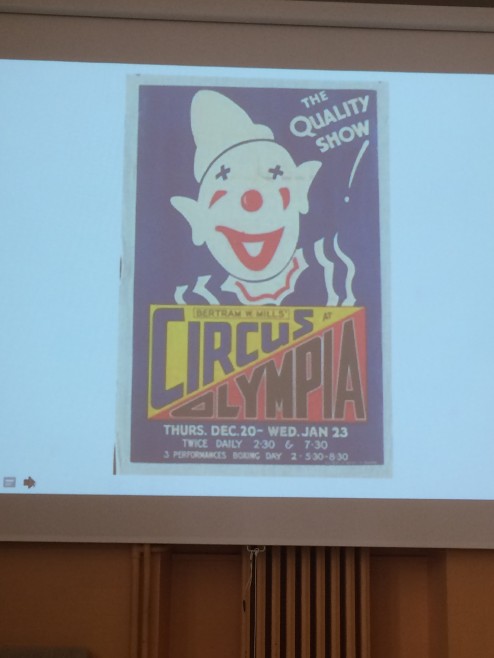 THE
QUALITY
SHOW
!
BERTRAM W. MILLS'
CIRCUS AT
OLYMPIA
THURS. DEC. 20 - WED. JAN 23
TWICE DAILY 2·30 & 7·30
3 PERFORMANCES BOXING DAY 2 - 5·30 - 8·30